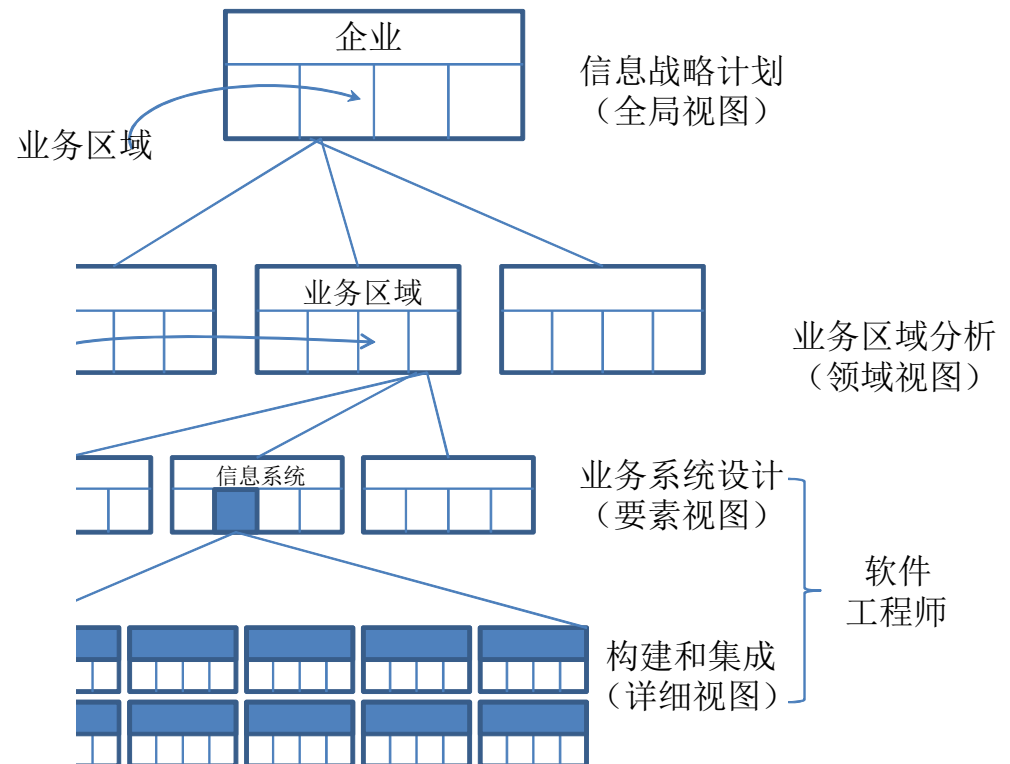 企业
信息战略计划
（全局视图）
业务区域
业务区域
业务区域分析
（领域视图）
信息系统
业务系统设计
（要素视图）
软件
工程师
构建和集成
（详细视图）